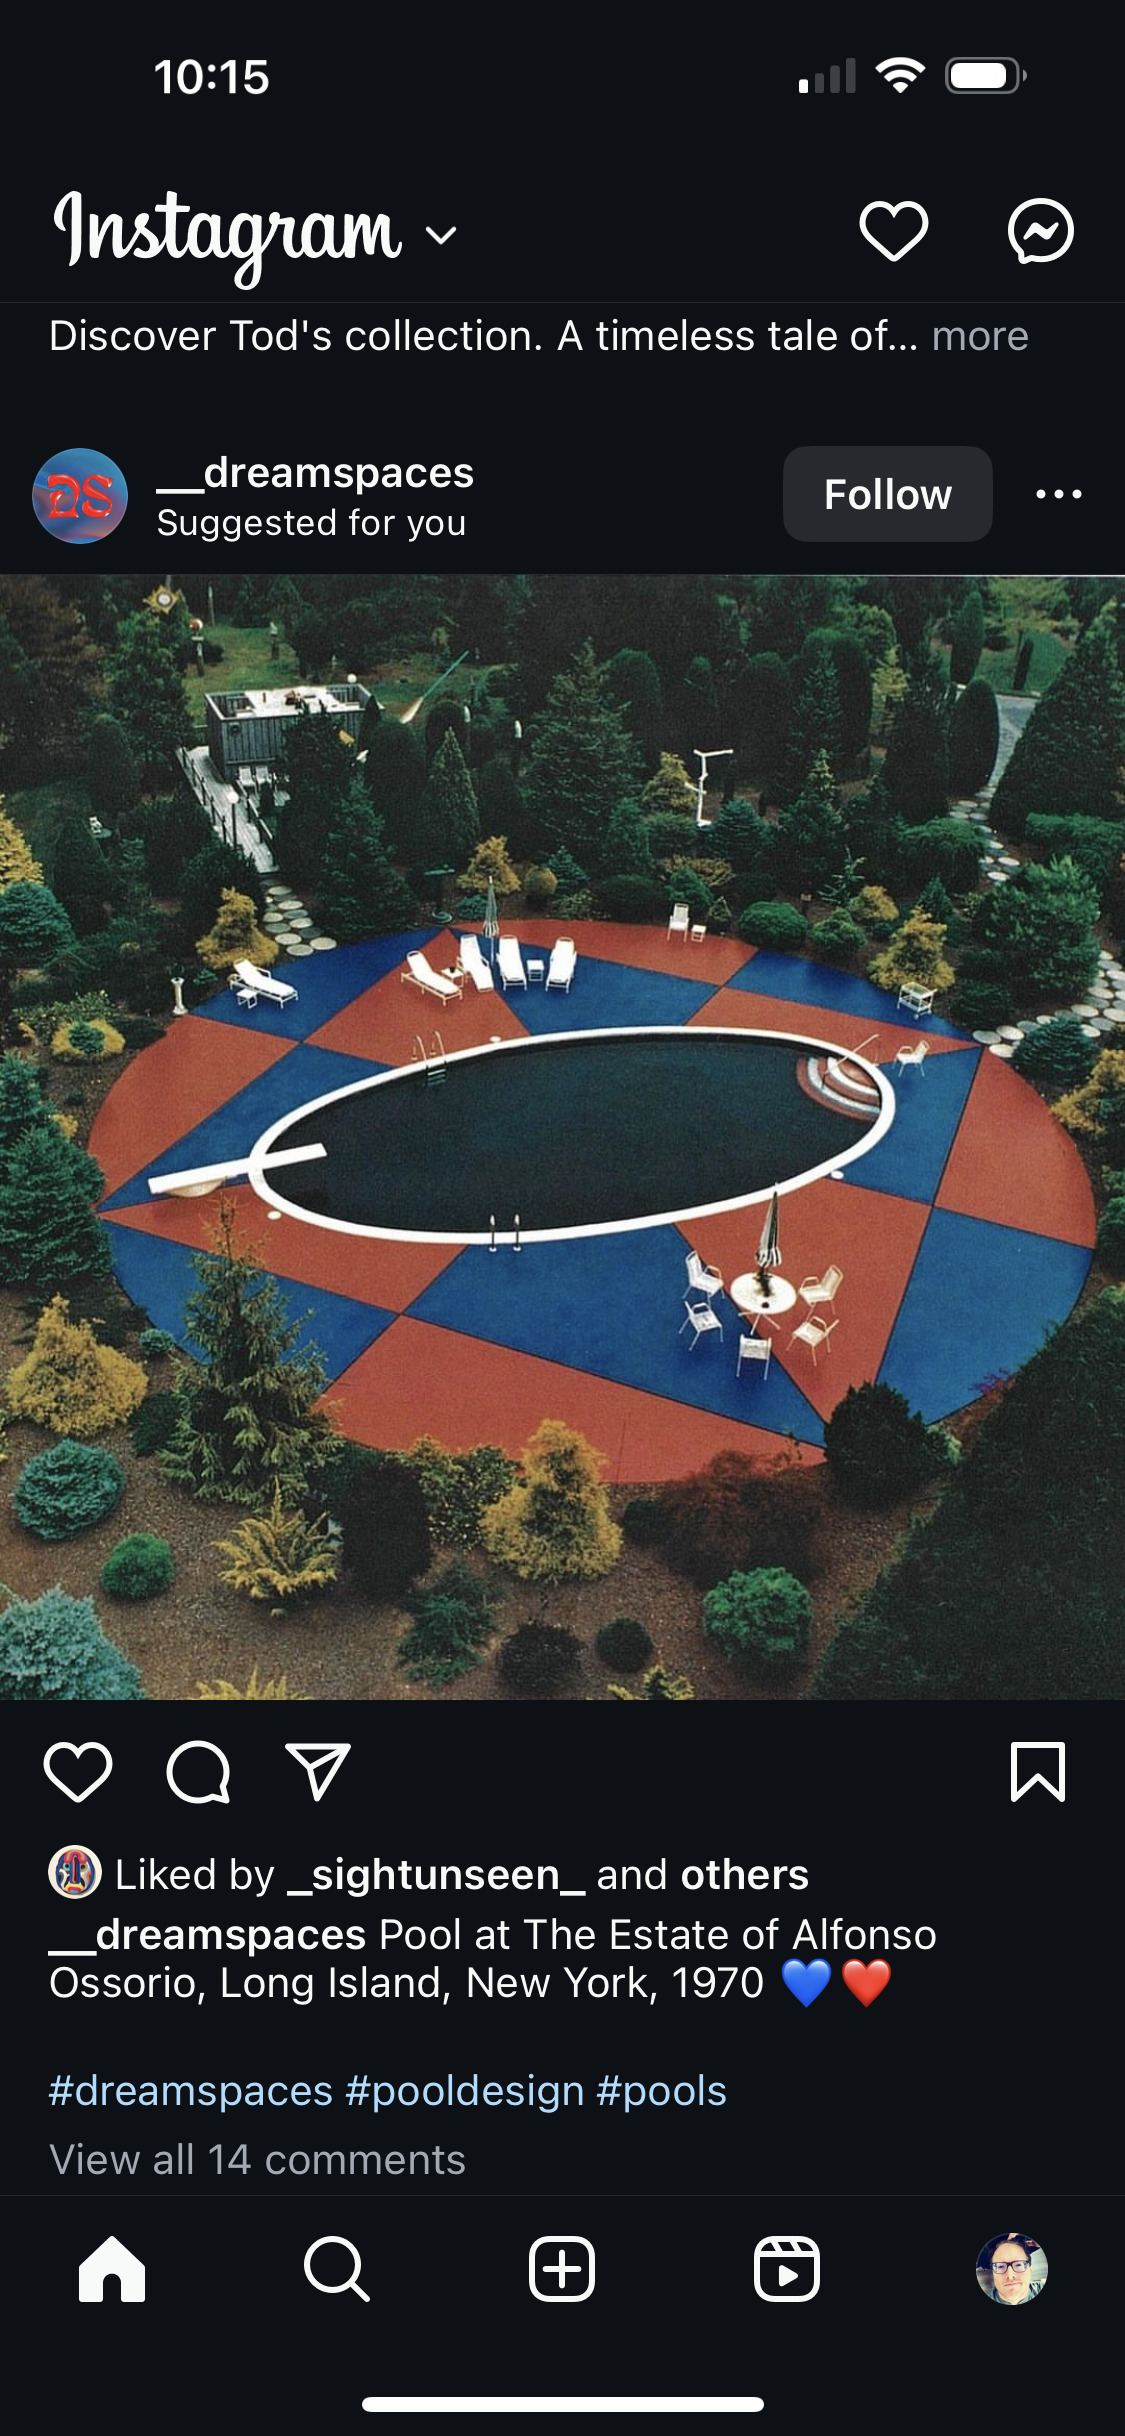 10:15
Instagram
Discover Tod's collection. A timeless tale of... more
DS
__dreamspaces
Suggested for you
Follow
Liked by _sightunseen_ and others
__dreamspaces Pool at The Estate of Alfonso
Ossorio, Long Island, New York, 1970 💙❤️
#dreamspaces #pooldesign #pools
View all 14 comments